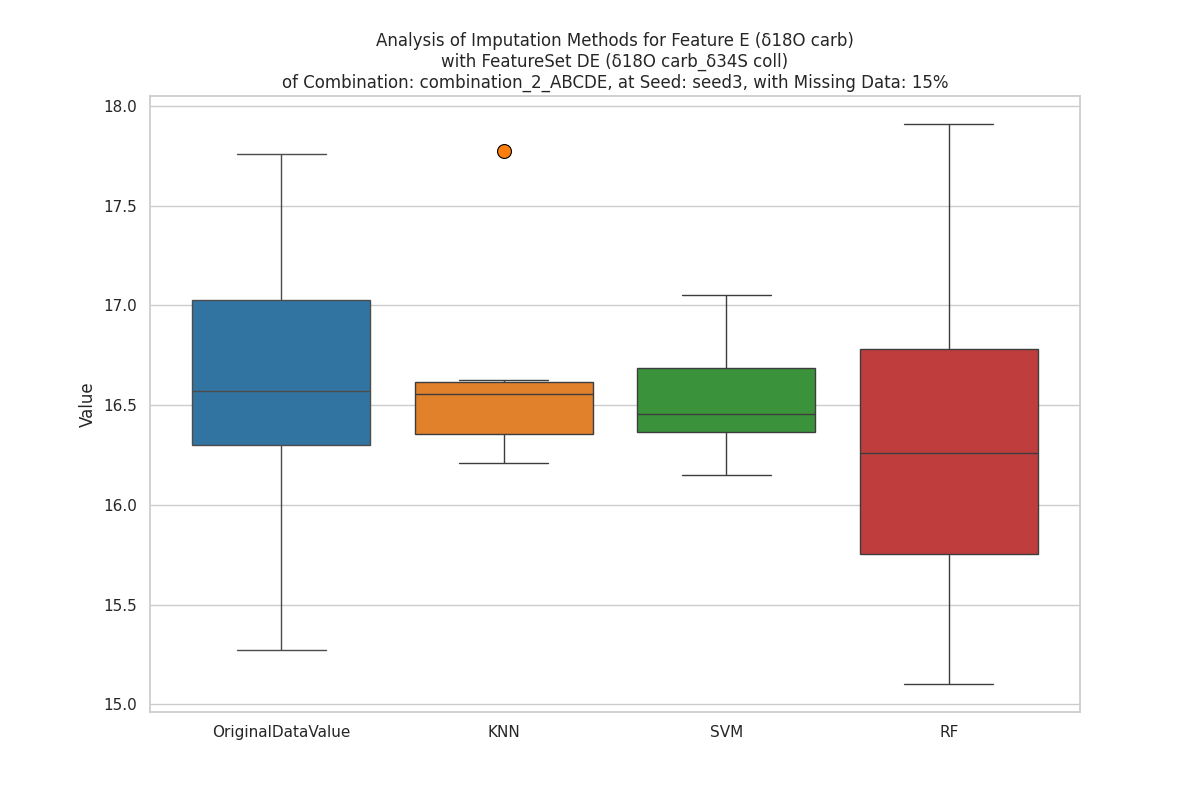 Analysis of Imputation Methods for Feature E (δ18O carb)
with FeatureSet DE (δ18O carb_δ34S coll)
of Combination: combination_2_ABCDE, at Seed: seed3, with Missing Data: 15%
18.0
17.5
17.0
16.5
16.0
15.5
15.0
Value
OriginalDataValue
KNN
SVM
RF